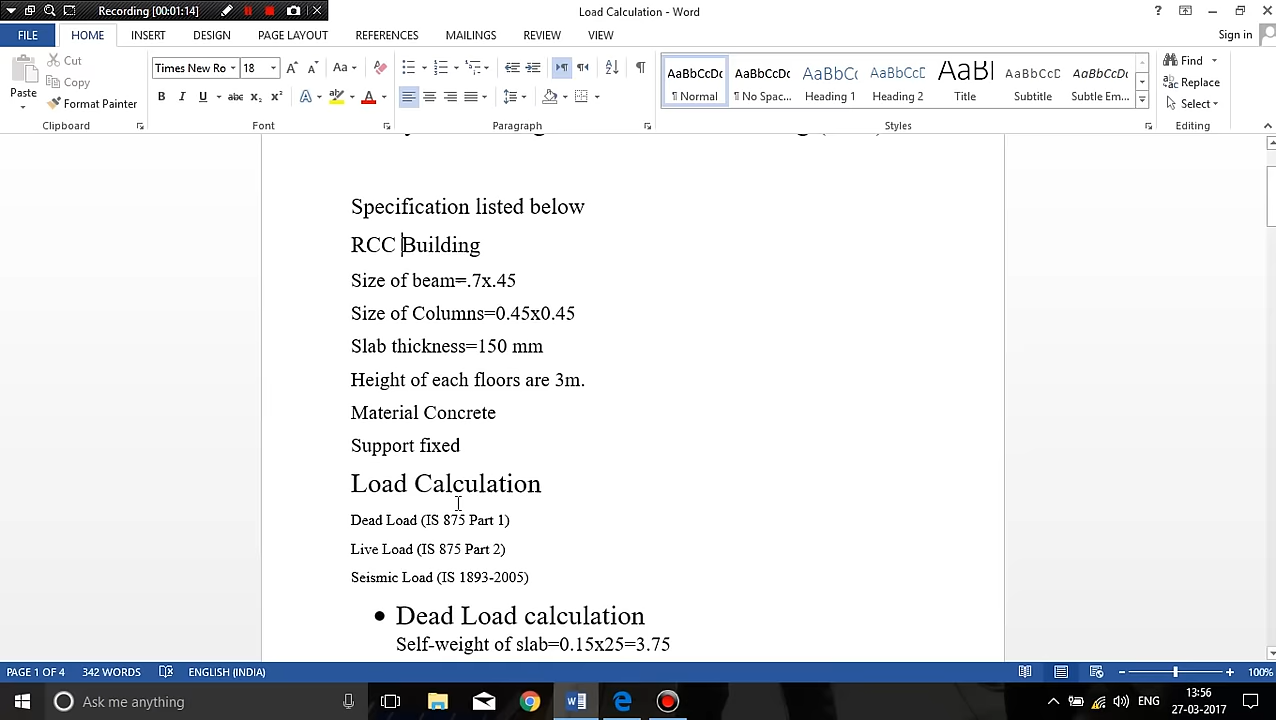 Recording [00:01:14]
Load Calculation - Word
FILE
HOME
INSERT
DESIGN
PAGE LAYOUT
REFERENCES
MAILINGS
REVIEW
VIEW
Sign in
Paste
Cut
Copy
Format Painter
Clipboard
Times New Ro
18
Font
Paragraph
AaBbCcDc
¶ Normal
AaBbCcDc
¶ No Spac...
AaBbCc
Heading 1
AaBbCcD
Heading 2
AaBl
Title
AaBbCcD
Subtitle
AaBbCcDc
Subtle Em...
Styles
Find
Replace
Select
Editing
Specification listed below
RCC Building
Size of beam=.7x.45
Size of Columns=0.45x0.45
Slab thickness=150 mm
Height of each floors are 3m.
Material Concrete
Support fixed
Load Calculation
Dead Load (IS 875 Part 1)
Live Load (IS 875 Part 2)
Seismic Load (IS 1893-2005)
• Dead Load calculation
Self-weight of slab=0.15x25=3.75
PAGE 1 OF 4
342 WORDS
ENGLISH (INDIA)
100%
Ask me anything
ENG
13:56
27-03-2017